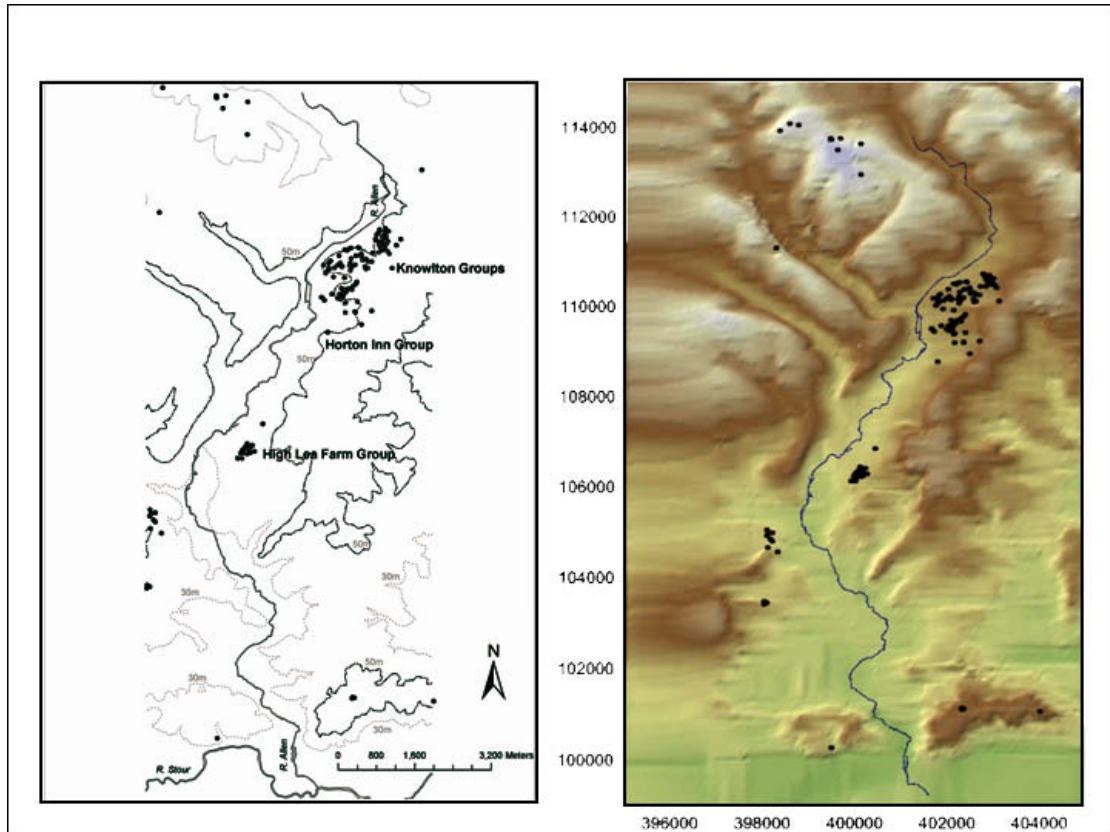 R. Allen
50m
Knowlton Groups
50m
Horton Inn Group
High Lea Farm Group
50m
30m
30m
50m
30m
30m
N
R. Allen
R. Stour
0 800 1,600 3,200 Meters
114000
112000
110000
108000
106000
104000
102000
100000
396000 398000 400000 402000 404000